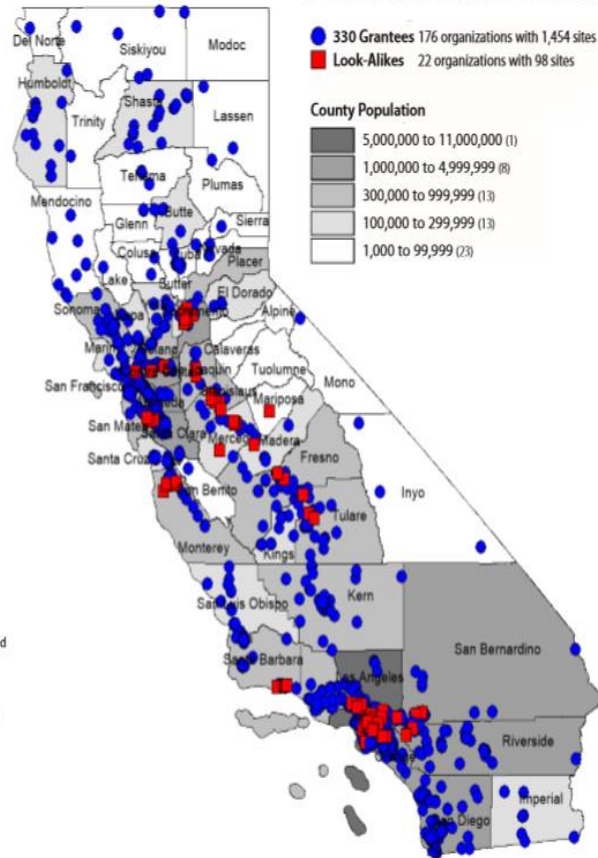 330 Grantees 176 organizations with 1,454 sites
Look-Alikes 22 organizations with 98 sites
County Population
5,000,000 to 11,000,000 (1)
1,000,000 to 4,999,999 (8)
300,000 to 999,999 (13)
100,000 to 299,999 (13)
1,000 to 99,999 (23)
Del Norte
Siskiyou
Modoc
Humboldt
Trinity
Shasta
Lassen
Tehama
Plumas
Mendocino
Glenn
Butte
Sierra
Colusa
Lake
Placer
El Dorado
Sonoma
Alpine
Marin
Calaveras
Tuolumne
Mono
San Francisco
Mariposa
San Mateo
Merced
Madera
Santa Cruz
Fresno
Inyo
Monterey
Kings
Tulare
San Luis Obispo
Kern
San Bernardino
Santa Barbara
Los Angeles
Riverside
San Diego
Imperial